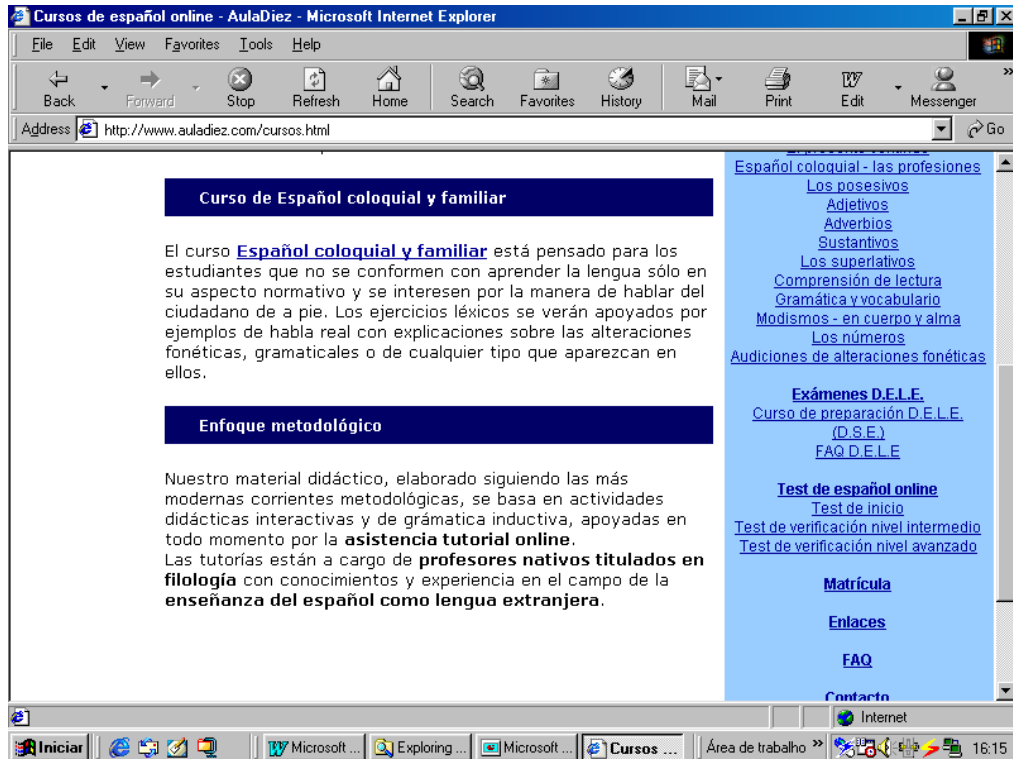 Cursos de español online - AulaDiez - Microsoft Internet Explorer
File Edit View Favorites Tools Help
Back Forward Stop Refresh Home Search Favorites History Mail Print Edit Messenger
Address http://www.auladiez.com/cursos.html Go
Curso de Español coloquial y familiar
El curso Español coloquial y familiar está pensado para los
estudiantes que no se conformen con aprender la lengua sólo en
su aspecto normativo y se interesen por la manera de hablar del
ciudadano de a pie. Los ejercicios léxicos se verán apoyados por
ejemplos de habla real con explicaciones sobre las alteraciones
fonéticas, gramaticales o de cualquier tipo que aparezcan en
ellos.
Enfoque metodológico
Nuestro material didáctico, elaborado siguiendo las más
modernas corrientes metodológicas, se basa en actividades
didácticas interactivas y de grámatica inductiva, apoyadas en
todo momento por la asistencia tutorial online.
Las tutorías están a cargo de profesores nativos titulados en
filología con conocimientos y experiencia en el campo de la
enseñanza del español como lengua extranjera.
Español coloquial - las profesiones
Los posesivos
Adjetivos
Adverbios
Sustantivos
Los superlativos
Comprensión de lectura
Gramática y vocabulario
Modismos - en cuerpo y alma
Los números
Audiciones de alteraciones fonéticas
Exámenes D.E.L.E.
Curso de preparación D.E.L.E.
(D.S.E.)
FAQ D.E.L.E
Test de español online
Test de inicio
Test de verificación nivel intermedio
Test de verificación nivel avanzado
Matrícula
Enlaces
FAQ
Contacto
Internet
Iniciar Microsoft ... Exploring ... Microsoft ... Cursos ... Área de trabalho » 16:15